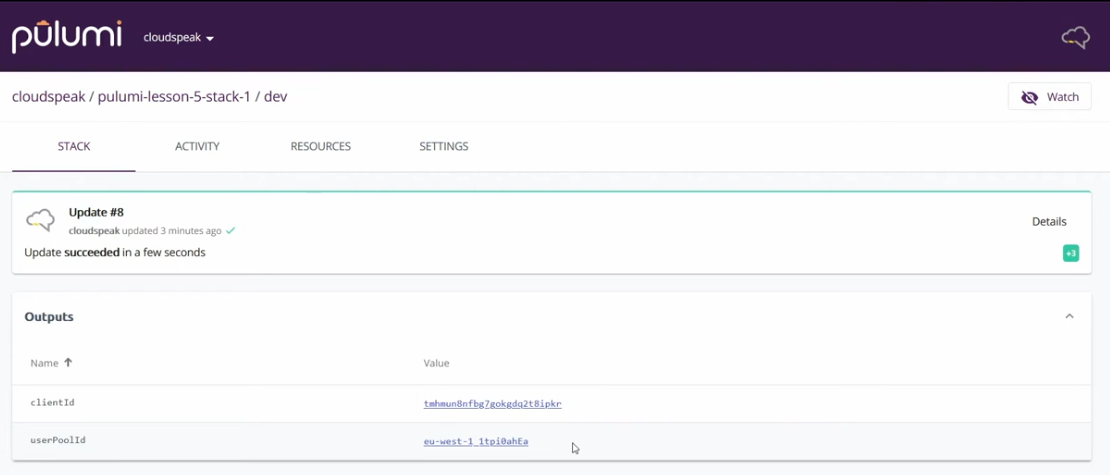 pulumi cloudspeak
cloudspeak / pulumi-lesson-5-stack-1 / dev Watch
STACK ACTIVITY RESOURCES SETTINGS
Update #8
cloudspeak updated 3 minutes ago
Details
Update succeeded in a few seconds +3
Outputs
Name Value
clientId tmhmun8nfbg7gokgdq2t8ipkr
userPoolId eu-west-1_1tpi0ahEa